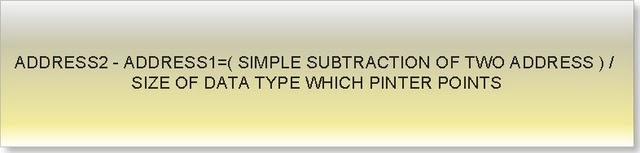 ADDRESS2 - ADDRESS1=( SIMPLE SUBTRACTION OF TWO ADDRESS ) /
SIZE OF DATA TYPE WHICH PINTER POINTS